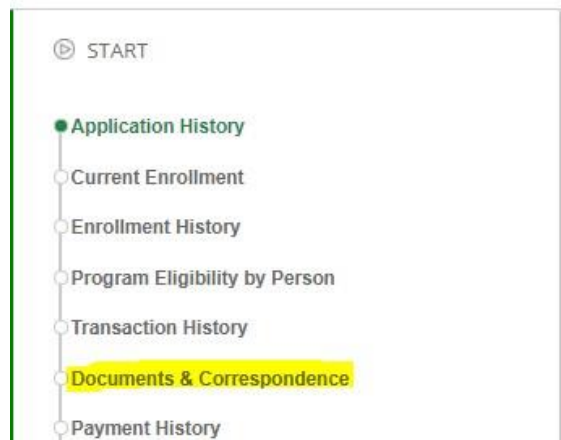 START
Application History
Current Enrollment
Enrollment History
Program Eligibility by Person
Transaction History
Documents & Correspondence
Payment History